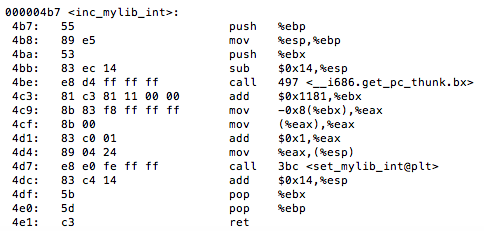 000004b7 <inc_mylib_int>:
4b7: 55 push %ebp
4b8: 89 e5 mov %esp,%ebp
4ba: 53 push %ebx
4bb: 83 ec 14 sub $0x14,%esp
4be: e8 d4 ff ff ff call 497 <__i686.get_pc_thunk.bx>
4c3: 81 c3 81 11 00 00 add $0x1181,%ebx
4c9: 8b 83 f8 ff ff ff mov -0x8(%ebx),%eax
4cf: 8b 00 mov (%eax),%eax
4d1: 83 c0 01 add $0x1,%eax
4d4: 89 04 24 mov %eax,(%esp)
4d7: e8 e0 fe ff ff call 3bc <set_mylib_int@plt>
4dc: 83 c4 14 add $0x14,%esp
4df: 5b pop %ebx
4e0: 5d pop %ebp
4e1: c3 ret